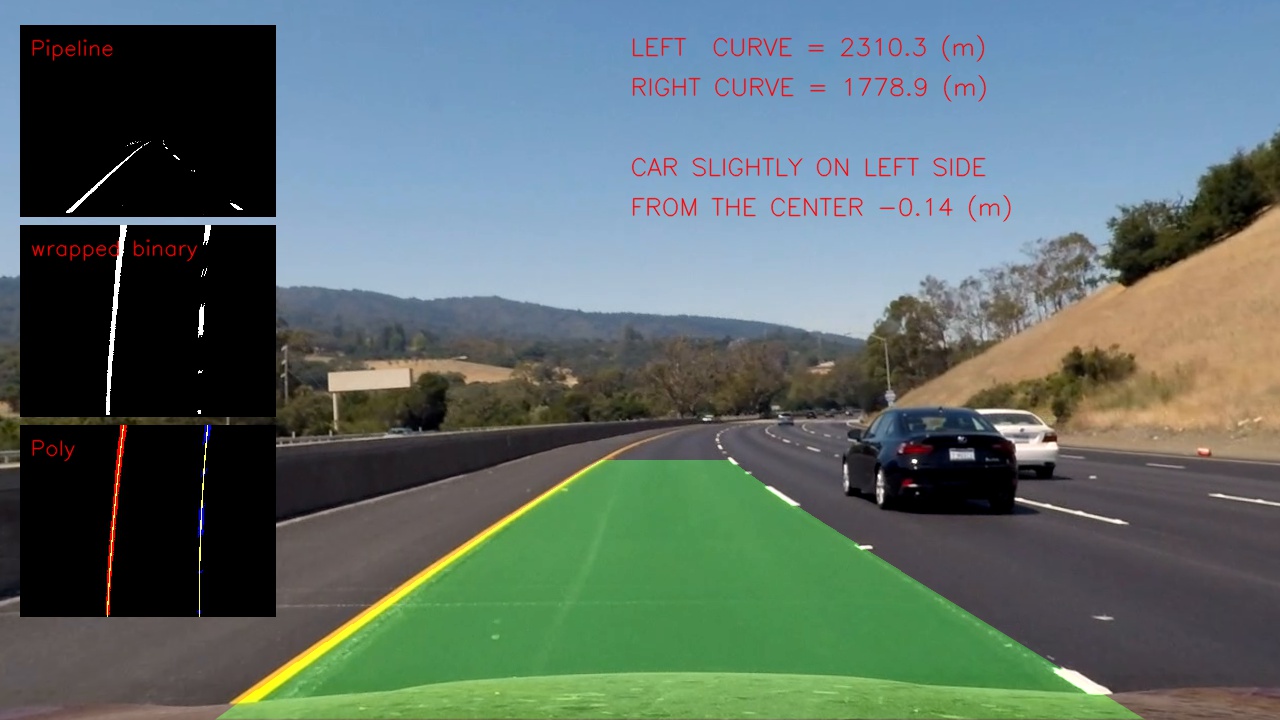 Pipeline
wrapped binary
Poly
LEFT CURVE = 2310.3 (m)
RIGHT CURVE = 1778.9 (m)
CAR SLIGHTLY ON LEFT SIDE
FROM THE CENTER -0.14 (m)